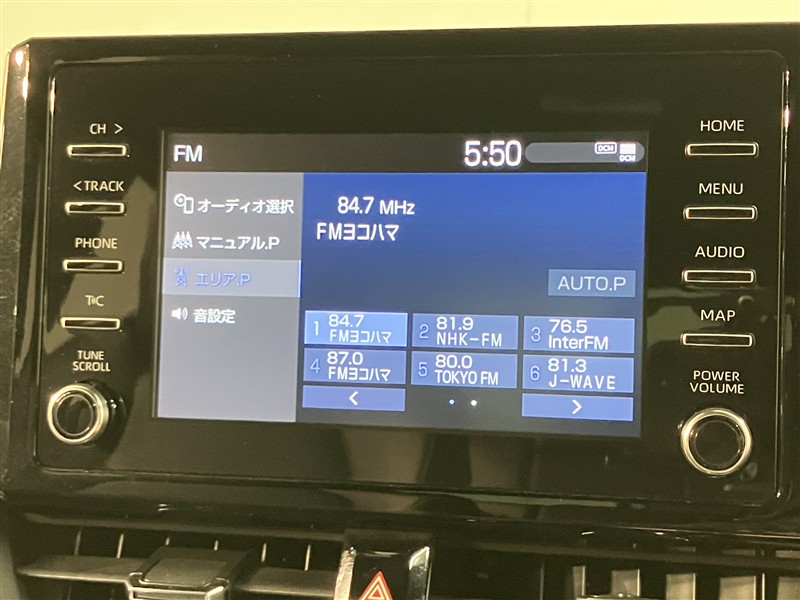 CH >
< TRACK
PHONE
T\C
TUNE
SCROLL
FM
5:50
DCM
DCM
オーディオ選択
マニュアル.P
エリア.P
音設定
84.7 MHz
FMヨコハマ
AUTO.P
1 84.7
FMヨコハマ
2 81.9
NHK-FM
3 76.5
InterFM
4 87.0
FMヨコハマ
5 80.0
TOKYO FM
6 81.3
J-WAVE
<
>
HOME
MENU
AUDIO
MAP
POWER
VOLUME